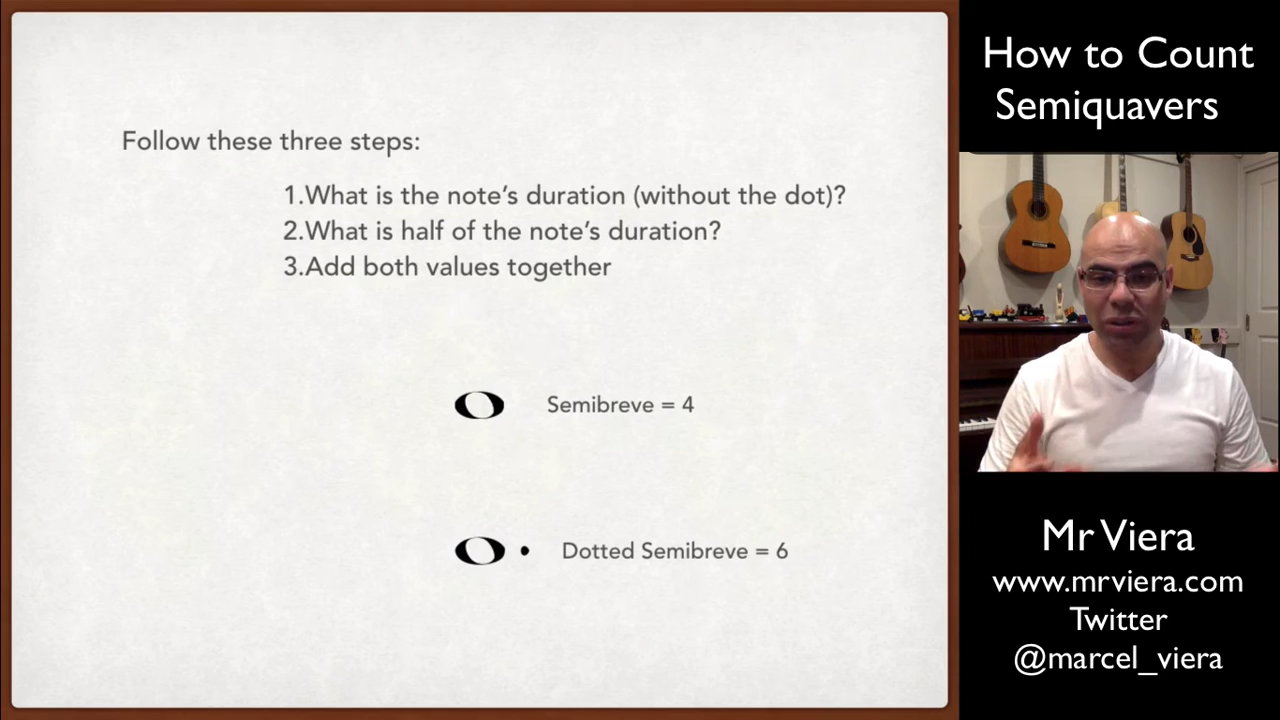 Follow these three steps:
1.What is the note’s duration (without the dot)?
2.What is half of the note’s duration?
3.Add both values together
Semibreve = 4
Dotted Semibreve = 6
How to Count
Semiquavers
Mr Viera
www.mrviera.com
Twitter
@marcel_viera